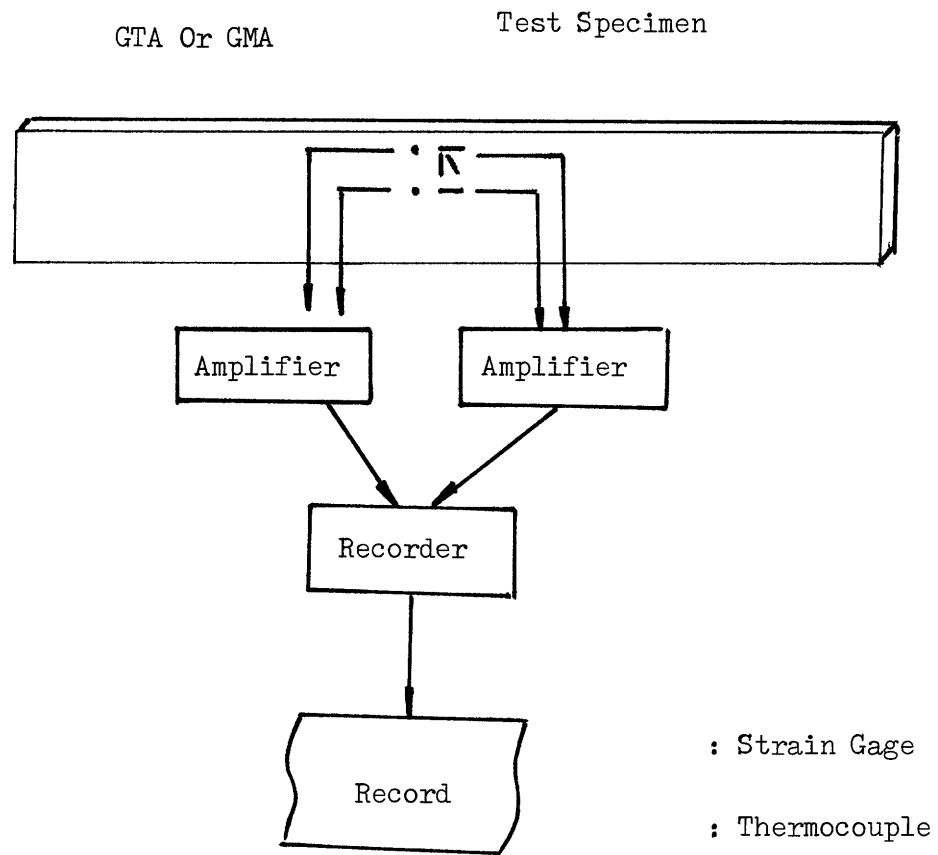 GTA Or GMA
Test Specimen
Amplifier
Amplifier
Recorder
Record
: Strain Gage
: Thermocouple